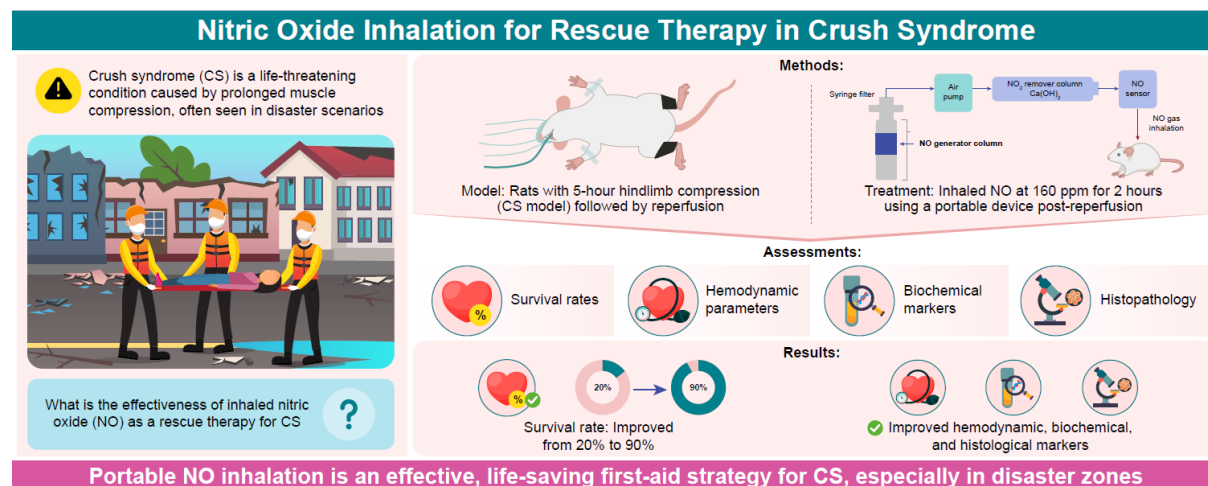 Nitric Oxide Inhalation for Rescue Therapy in Crush Syndrome
Crush syndrome (CS) is a life-threatening
condition caused by prolonged muscle
compression, often seen in disaster scenarios
What is the effectiveness of inhaled nitric
oxide (NO) as a rescue therapy for CS
?
Methods:
Model: Rats with 5-hour hindlimb compression
(CS model) followed by reperfusion
Syringe filter
Air
pump
NO₂ remover column
Ca(OH)₂
NO
sensor
NO gas
inhalation
NO generator column
Treatment: Inhaled NO at 160 ppm for 2 hours
using a portable device post-reperfusion
Assessments:
%
Survival rates
Hemodynamic
parameters
Biochemical
markers
Histopathology
Results:
%
20%
90%
Survival rate: Improved
from 20% to 90%
Improved hemodynamic, biochemical,
and histological markers
Portable NO inhalation is an effective, life-saving first-aid strategy for CS, especially in disaster zones